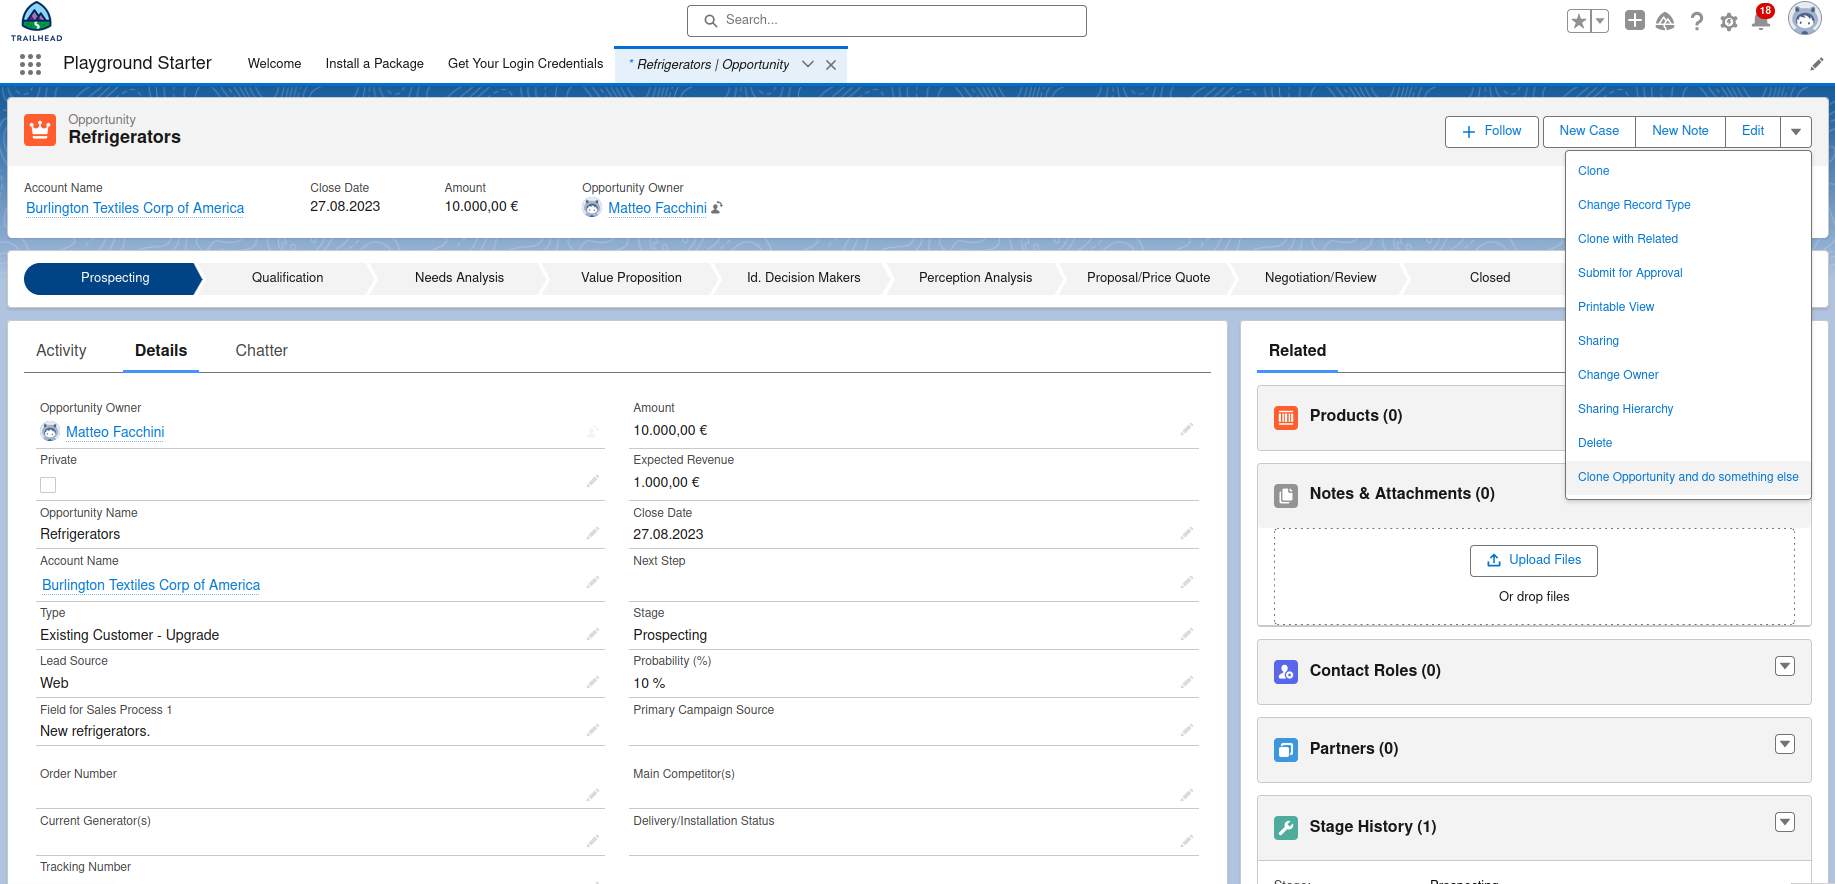 TRAILHEAD
Search...
18
Playground Starter
Welcome
Install a Package
Get Your Login Credentials
* Refrigerators | Opportunity
Opportunity
Refrigerators
Follow
New Case
New Note
Edit
Account Name
Burlington Textiles Corp of America
Close Date
27.08.2023
Amount
10.000,00 €
Opportunity Owner
Matteo Facchini
Clone
Change Record Type
Clone with Related
Submit for Approval
Printable View
Sharing
Change Owner
Sharing Hierarchy
Delete
Clone Opportunity and do something else
Prospecting
Qualification
Needs Analysis
Value Proposition
Id. Decision Makers
Perception Analysis
Proposal/Price Quote
Negotiation/Review
Closed
Activity
Details
Chatter
Opportunity Owner
Matteo Facchini
Amount
10.000,00 €
Private
Expected Revenue
1.000,00 €
Opportunity Name
Refrigerators
Close Date
27.08.2023
Account Name
Burlington Textiles Corp of America
Next Step
Type
Existing Customer - Upgrade
Stage
Prospecting
Lead Source
Web
Probability (%)
10 %
Field for Sales Process 1
New refrigerators.
Primary Campaign Source
Order Number
Main Competitor(s)
Current Generator(s)
Delivery/Installation Status
Tracking Number
Related
Products (0)
Notes & Attachments (0)
Upload Files
Or drop files
Contact Roles (0)
Partners (0)
Stage History (1)
Stage:
Prospecting